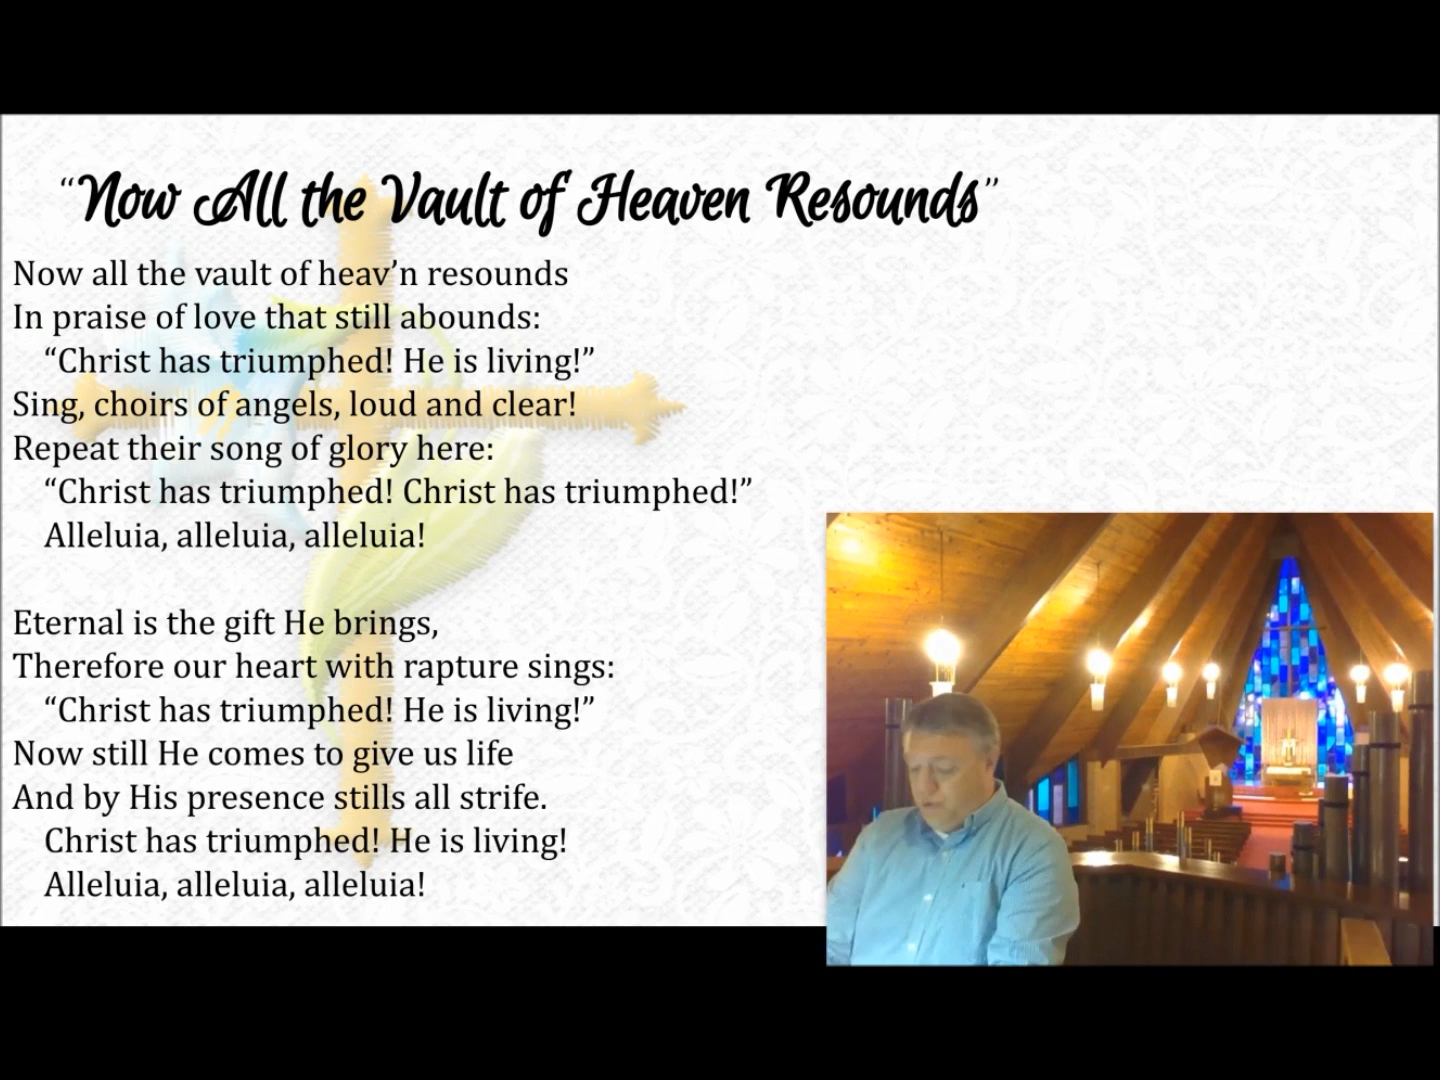 “Now All the Vault of Heaven Resounds”
Now all the vault of heav’n resounds
In praise of love that still abounds:
“Christ has triumphed! He is living!”
Sing, choirs of angels, loud and clear!
Repeat their song of glory here:
“Christ has triumphed! Christ has triumphed!”
Alleluia, alleluia, alleluia!
Eternal is the gift He brings,
Therefore our heart with rapture sings:
“Christ has triumphed! He is living!”
Now still He comes to give us life
And by His presence stills all strife.
Christ has triumphed! He is living!
Alleluia, alleluia, alleluia!